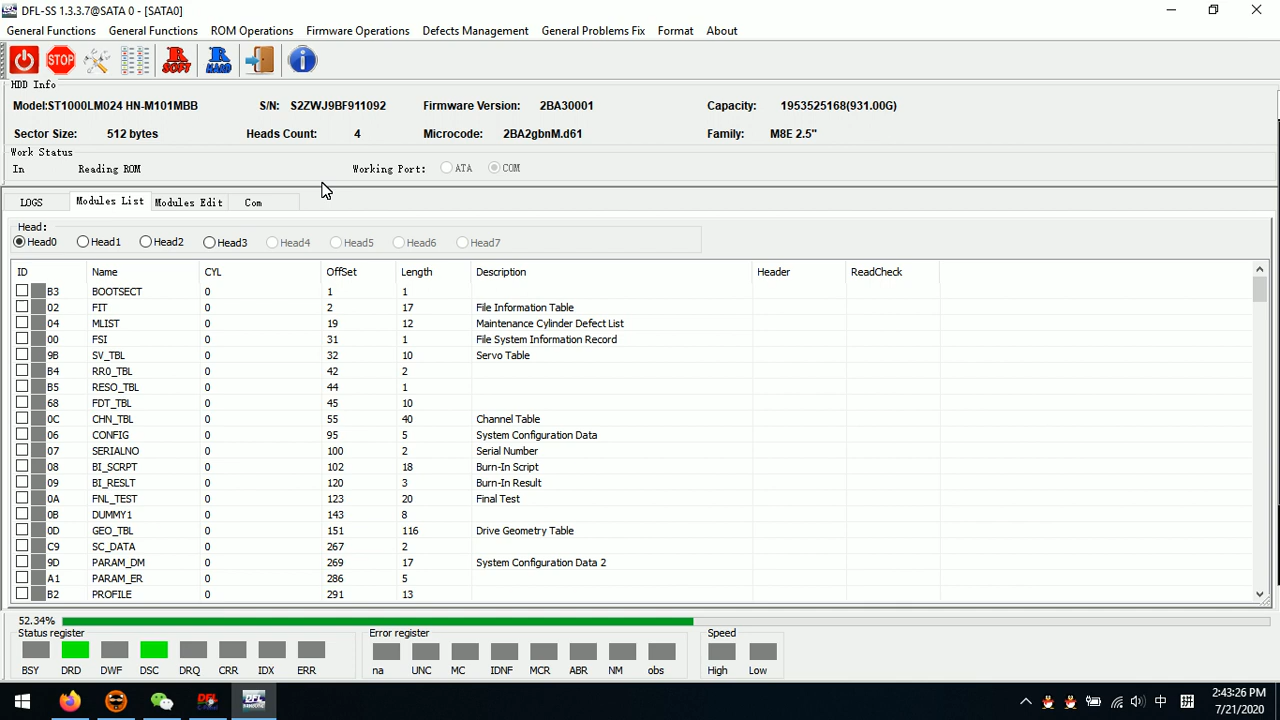 DFL-SS 1.3.3.7@SATA 0 - [SATA0]
General Functions General Functions ROM Operations Firmware Operations Defects Management General Problems Fix Format About
STOP R SOFT R HARD
HDD Info
Model:ST1000LM024 HN-M101MBB S/N: S2ZWJ9BF911092 Firmware Version: 2BA30001 Capacity: 1953525168(931.00G)
Sector Size: 512 bytes Heads Count: 4 Microcode: 2BA2gbnM.d61 Family: M8E 2.5"
Work Status
In Reading ROM Working Port: ATA COM
LOGS Modules List Modules Edit Com
Head:
Head0 Head1 Head2 Head3 Head4 Head5 Head6 Head7
ID Name CYL OffSet Length Description Header ReadCheck
B3 BOOTSECT 0 1 1
02 FIT 0 2 17 File Information Table
04 MLIST 0 19 12 Maintenance Cylinder Defect List
00 FSI 0 31 1 File System Information Record
9B SV_TBL 0 32 10 Servo Table
B4 RR0_TBL 0 42 2
B5 RESO_TBL 0 44 1
68 FDT_TBL 0 45 10
0C CHN_TBL 0 55 40 Channel Table
06 CONFIG 0 95 5 System Configuration Data
07 SERIALNO 0 100 2 Serial Number
08 BI_SCRPT 0 102 18 Burn-In Script
09 BI_RESLT 0 120 3 Burn-In Result
0A FNL_TEST 0 123 20 Final Test
0B DUMMY1 0 143 8
0D GEO_TBL 0 151 116 Drive Geometry Table
C9 SC_DATA 0 267 2
9D PARAM_DM 0 269 17 System Configuration Data 2
A1 PARAM_ER 0 286 5
B2 PROFILE 0 291 13
52.34%
Status register Error register Speed
BSY DRD DWF DSC DRQ CRR IDX ERR na UNC MC IDNF MCR ABR NM obs High Low
中 拼 2:43:26 PM
7/21/2020